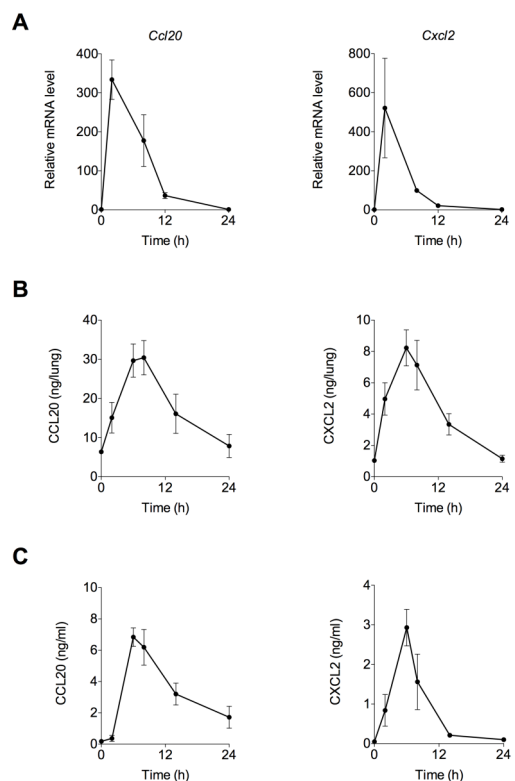 A
Ccl20
Cxcl2
Relative mRNA level
400
300
200
100
0
0 12 24
Time (h)
Relative mRNA level
800
600
400
200
0
0 12 24
Time (h)
B
CCL20 (ng/lung)
40
30
20
10
0
0 12 24
Time (h)
CXCL2 (ng/lung)
10
8
6
4
2
0
0 12 24
Time (h)
C
CCL20 (ng/ml)
10
8
6
4
2
0
0 12 24
Time (h)
CXCL2 (ng/ml)
4
3
2
1
0
0 12 24
Time (h)